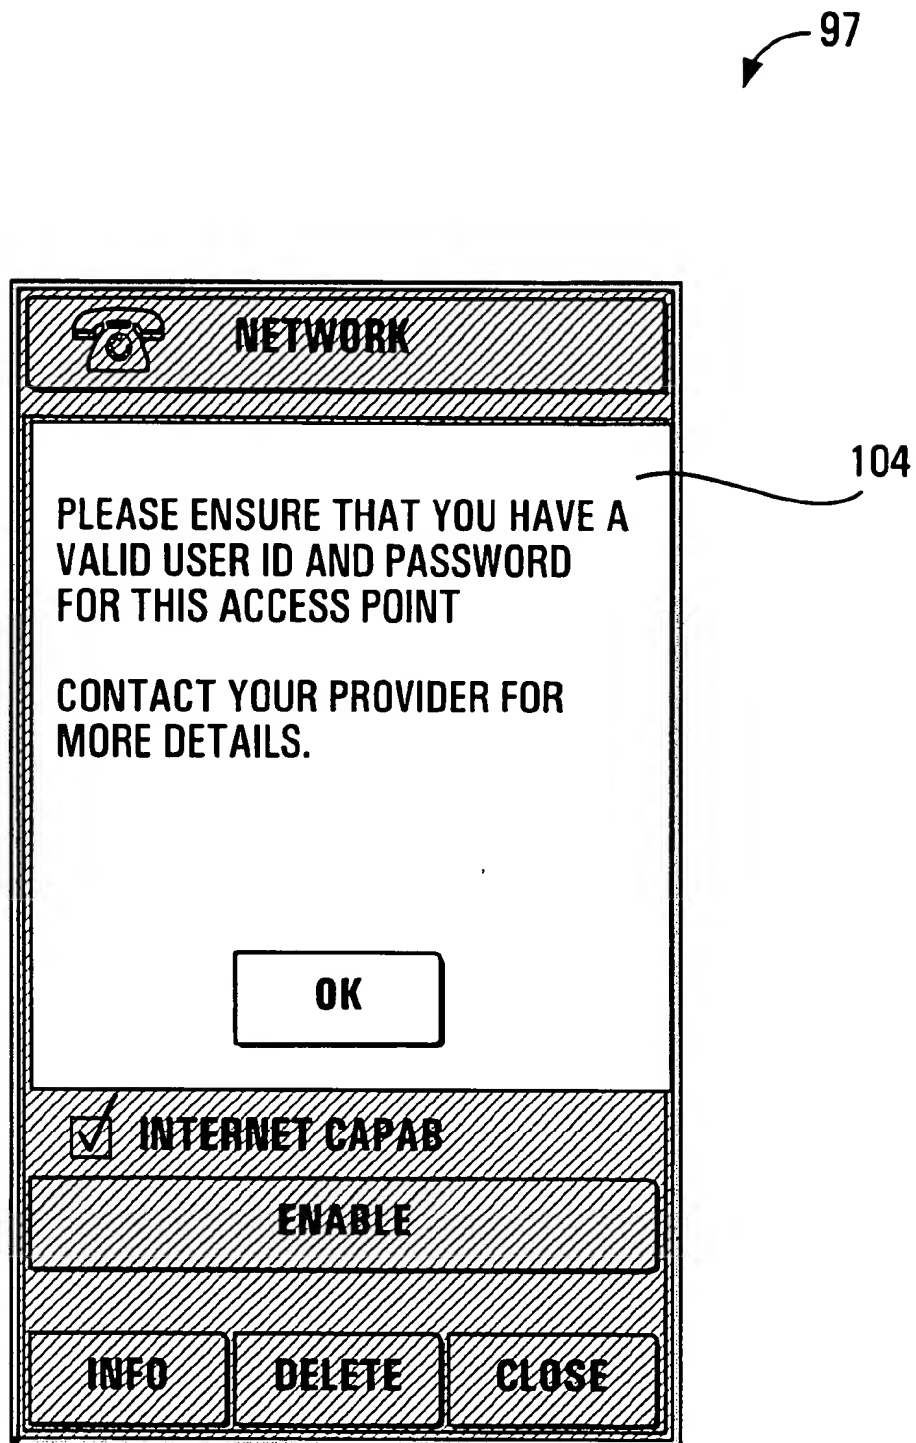 97
NETWORK
104
PLEASE ENSURE THAT YOU HAVE A
VALID USER ID AND PASSWORD
FOR THIS ACCESS POINT
CONTACT YOUR PROVIDER FOR
MORE DETAILS.
OK
INTERNET CAPAB
ENABLE
INFO DELETE CLOSE